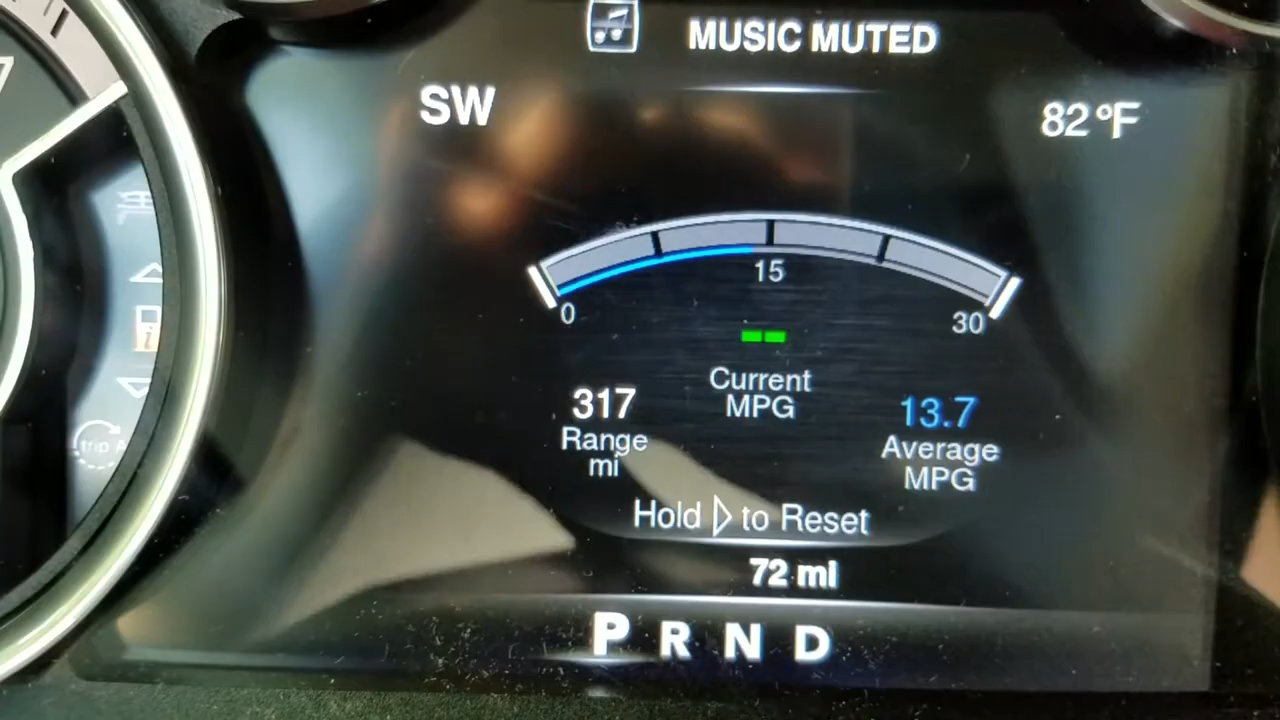 MUSIC MUTED
SW
82°F
15
0
30
Current
MPG
317
Range
mi
13.7
Average
MPG
Hold ▷ to Reset
72 mi
P R N D
trip A